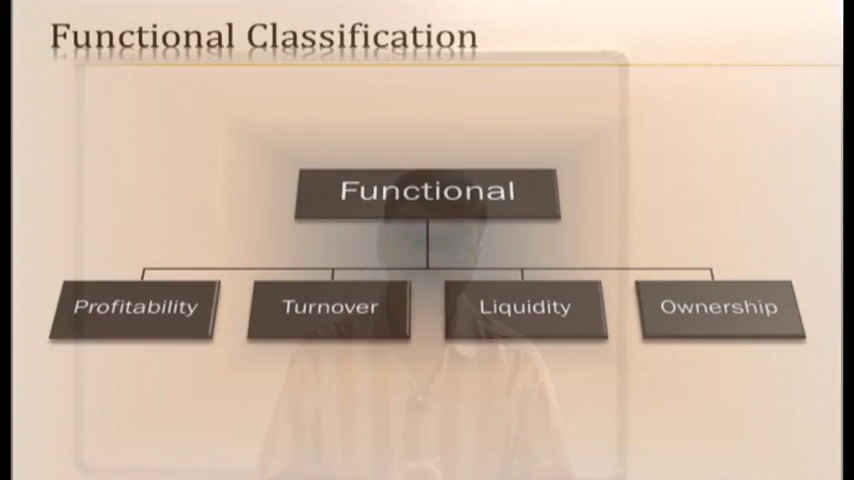 Functional Classification
Functional
Profitability
Turnover
Liquidity
Ownership